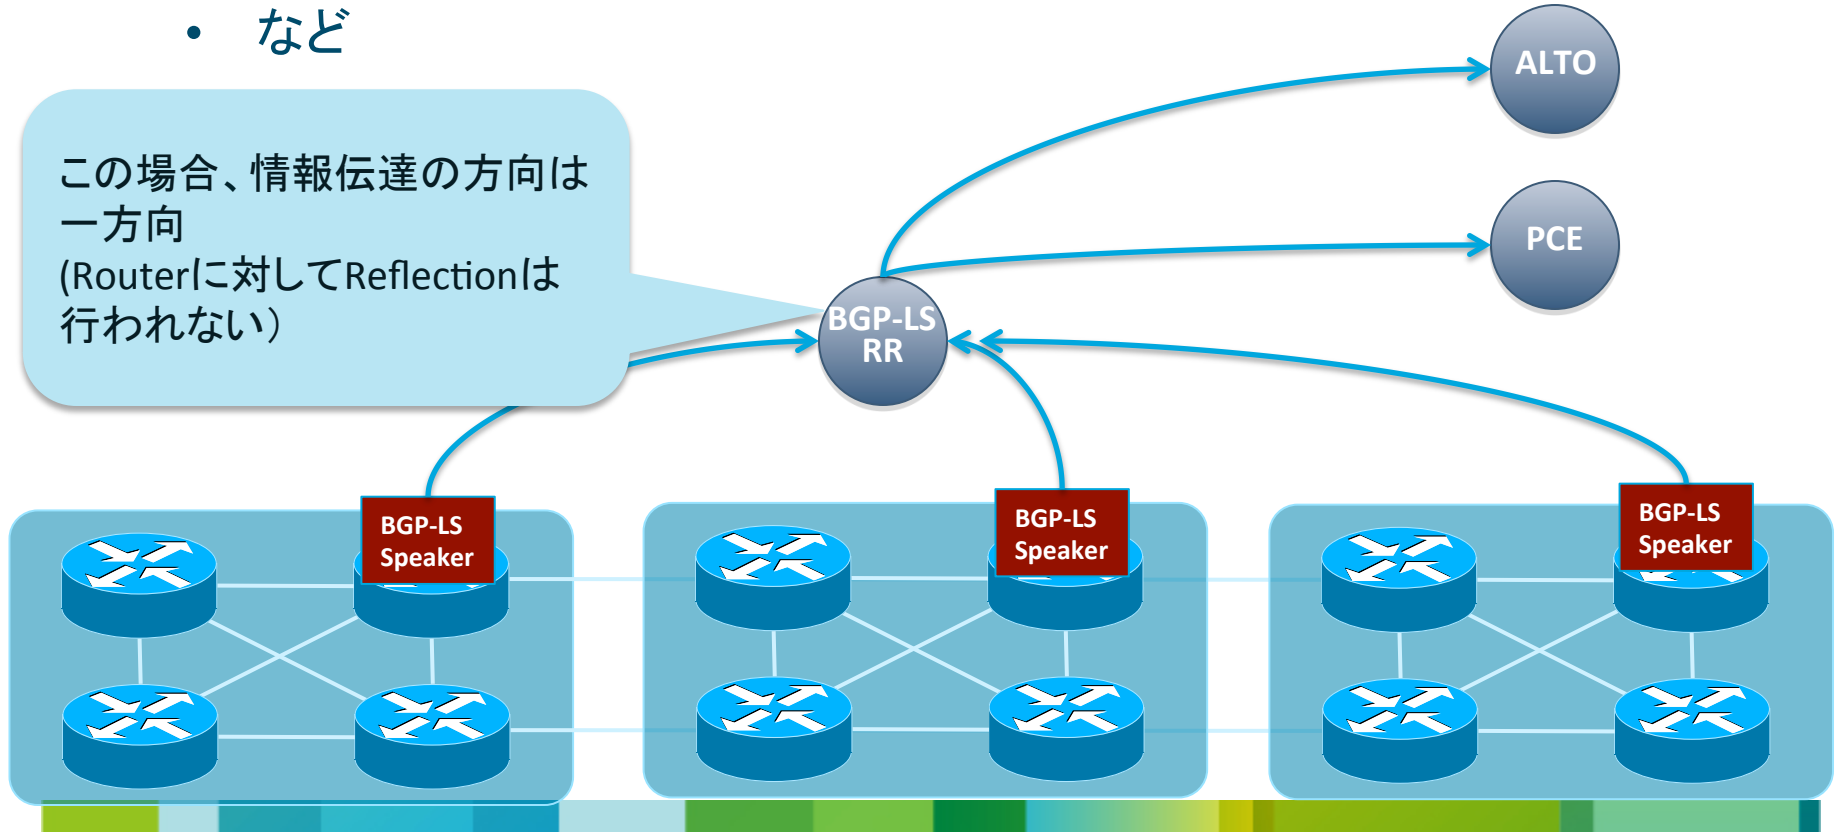 • など
ALTO
この場合、情報伝達の方向は
一方向
(Routerに対してReflectionは
行われない）
PCE
BGP-LS
RR
BGP-LS
Speaker
BGP-LS
Speaker
BGP-LS
Speaker